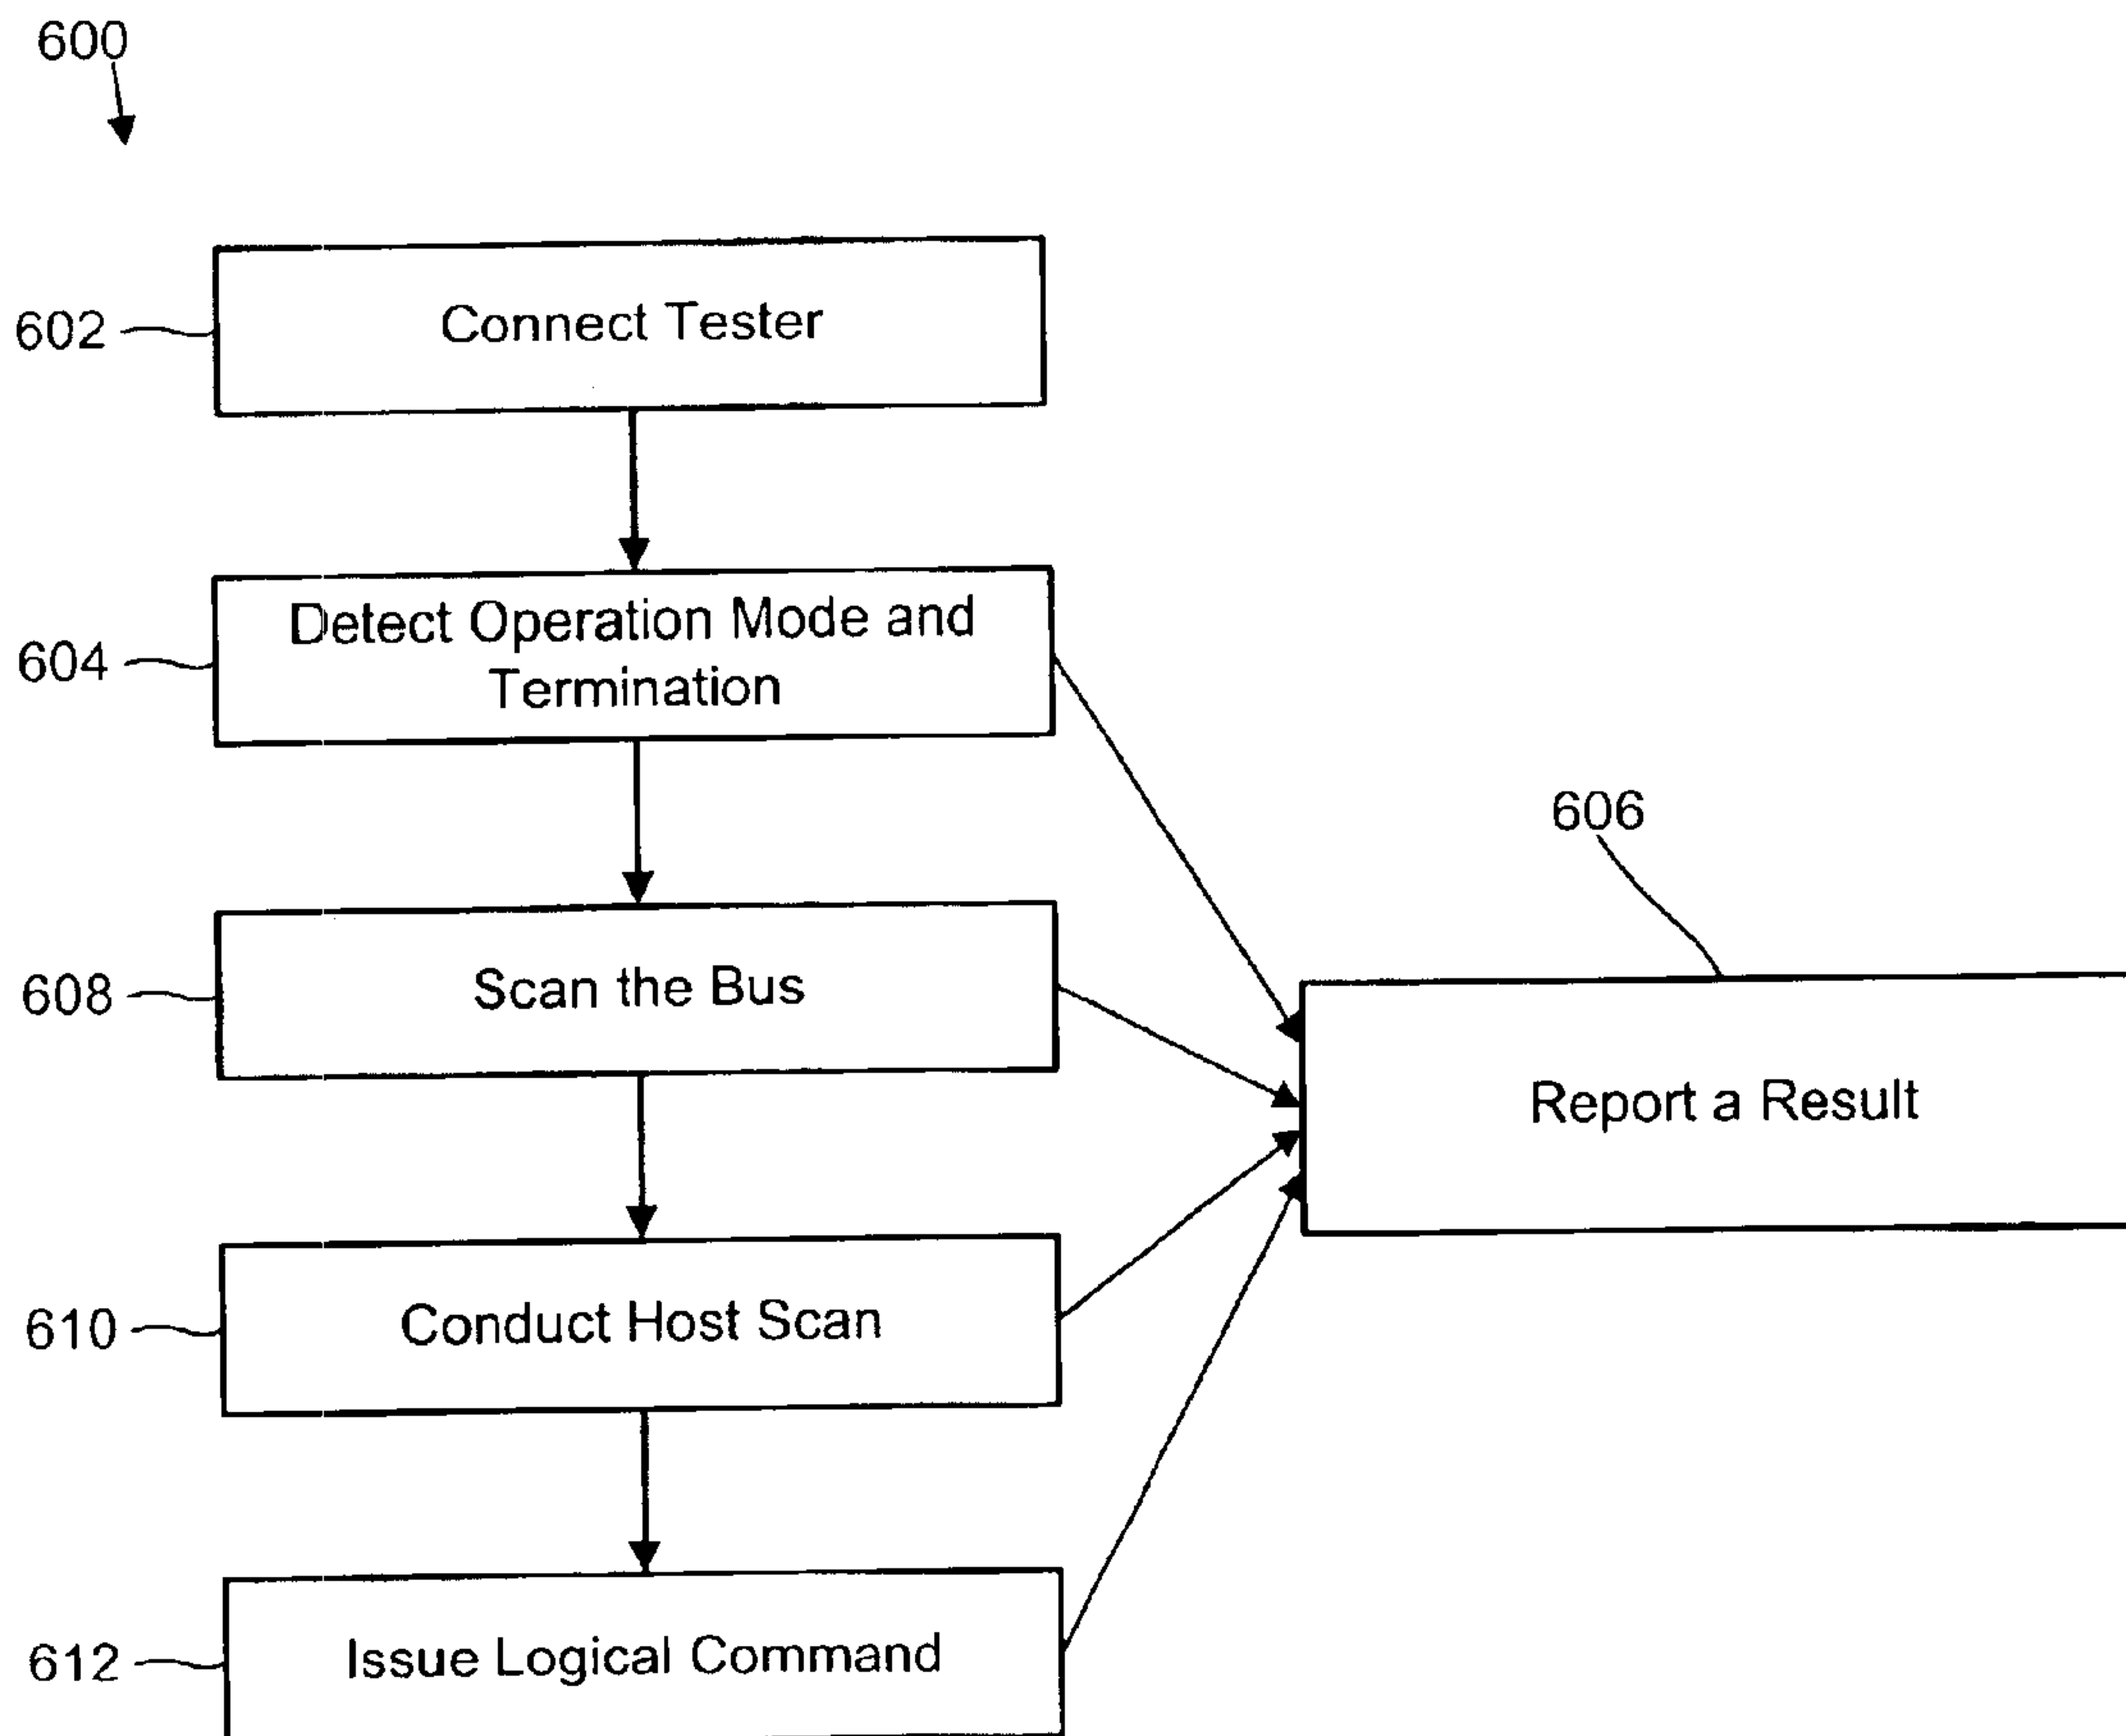 600
602
Connect Tester
604
Detect Operation Mode and
Termination
606
608
Scan the Bus
Report a Result
610
Conduct Host Scan
612
Issue Logical Command